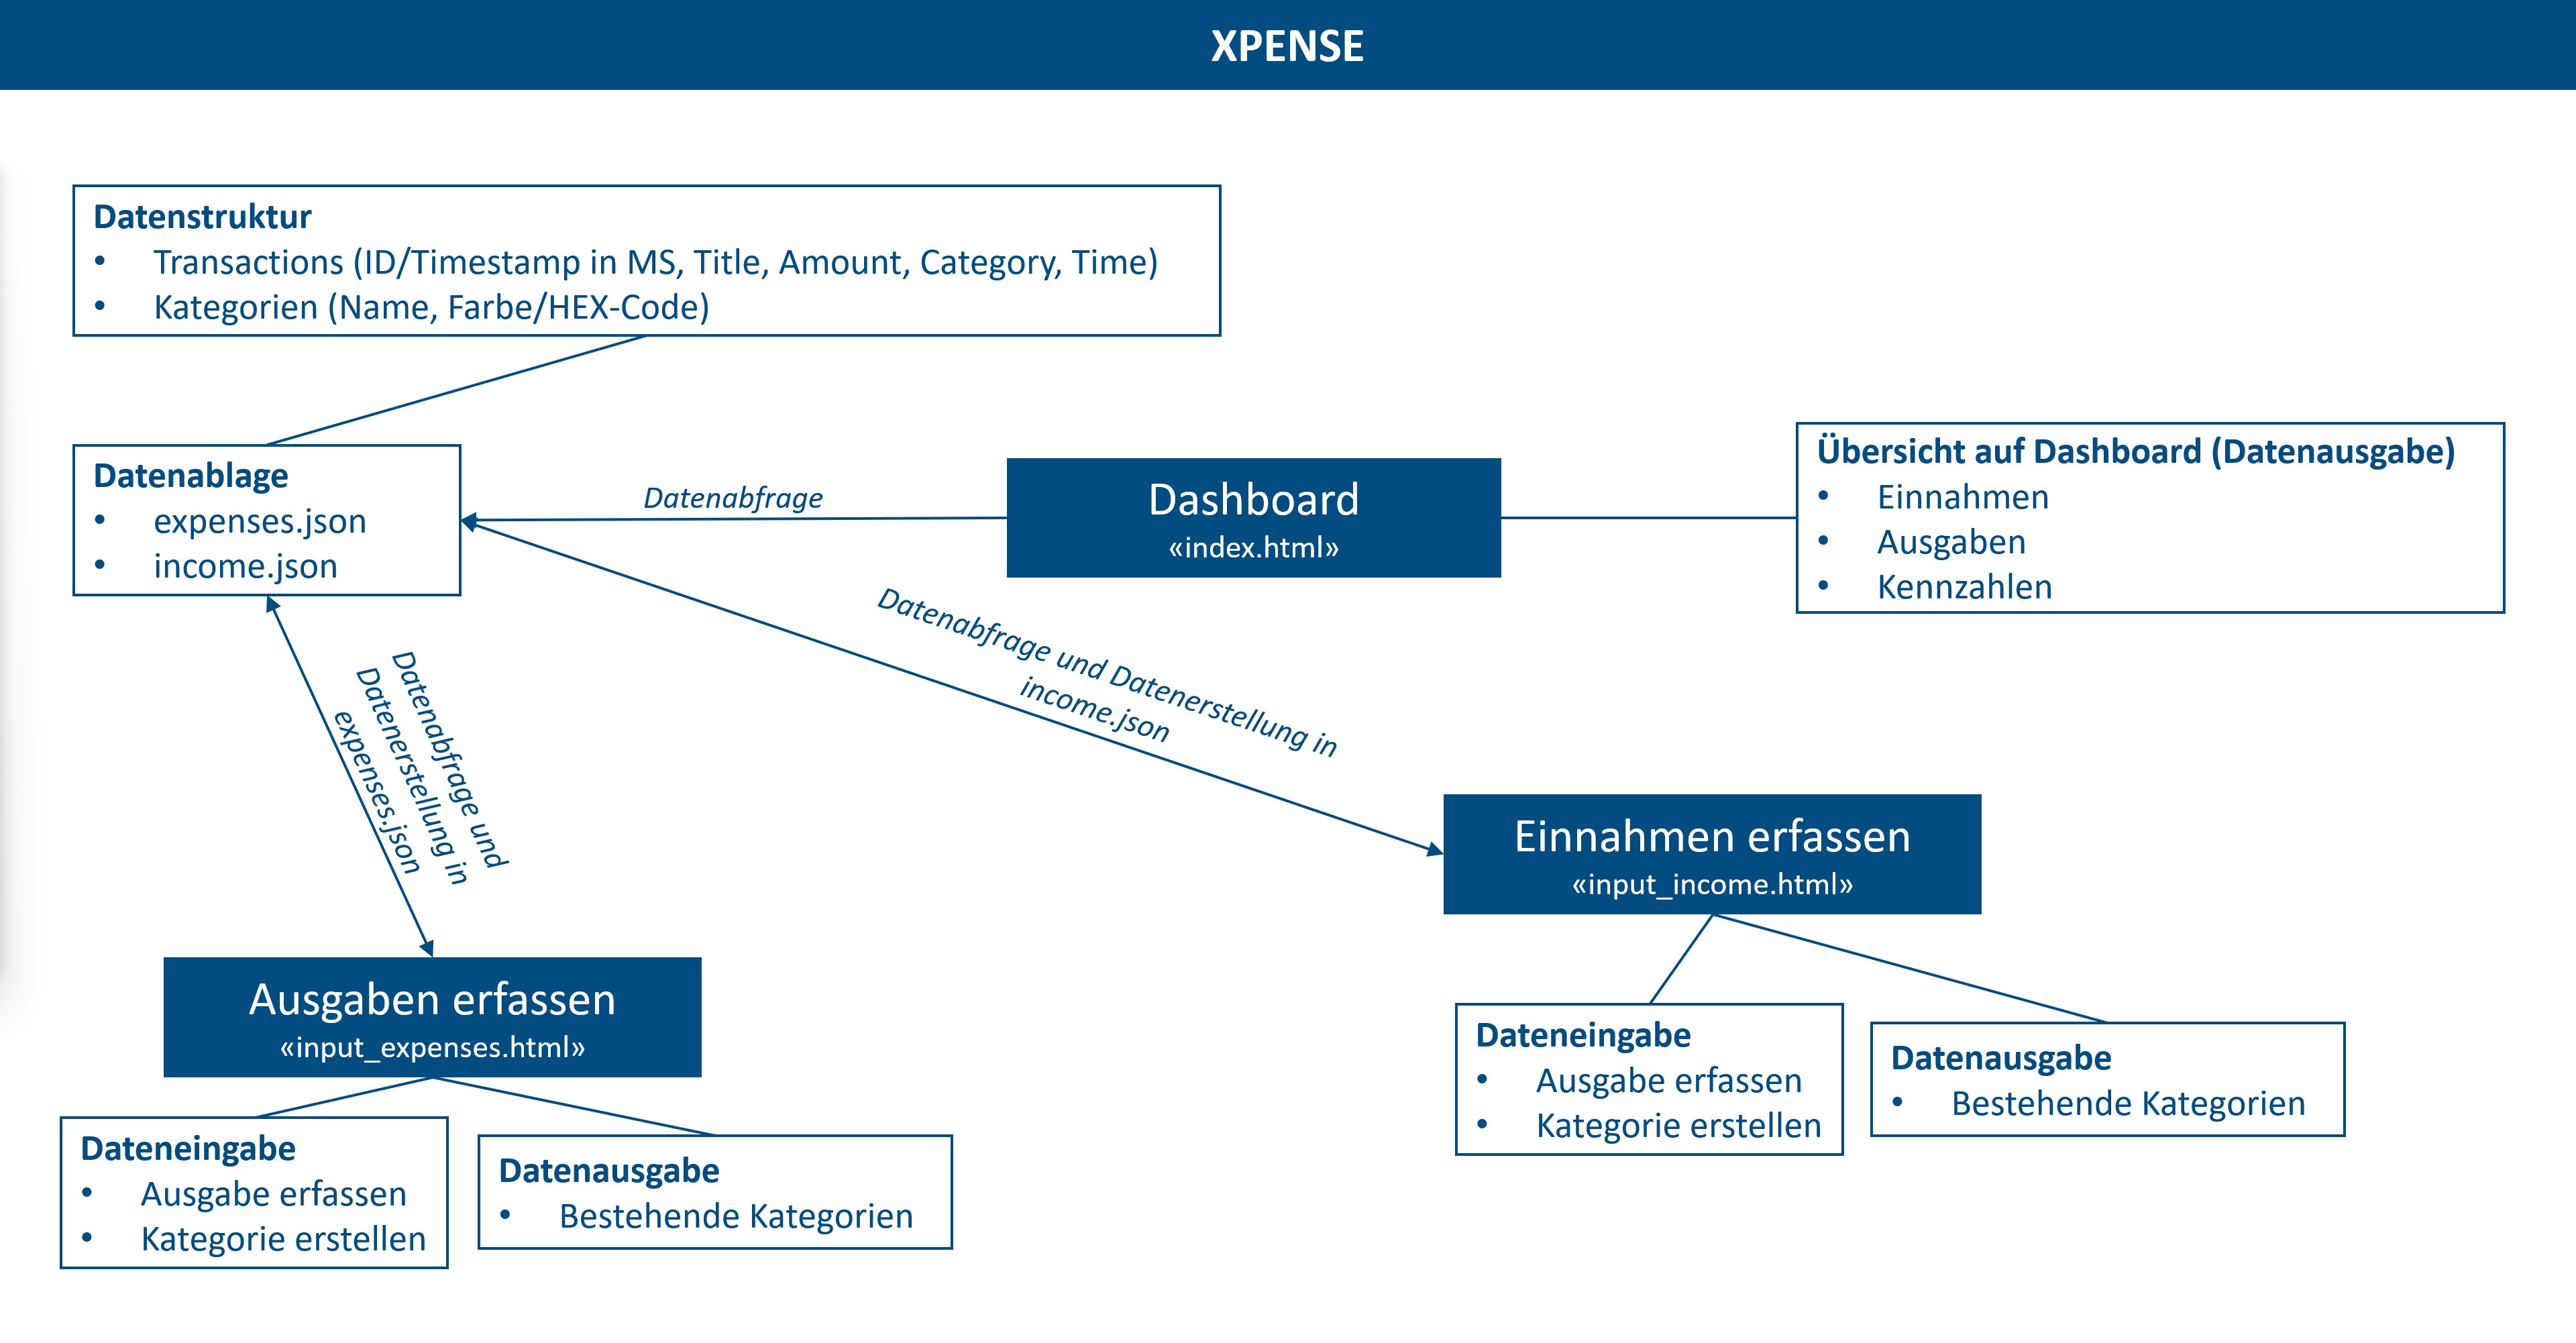 XPENSE
Datenstruktur
• Transactions (ID/Timestamp in MS, Title, Amount, Category, Time)
• Kategorien (Name, Farbe/HEX-Code)
Datenablage
• expenses.json
• income.json
Datenabfrage
Dashboard
«index.html»
Übersicht auf Dashboard (Datenausgabe)
• Einnahmen
• Ausgaben
• Kennzahlen
Datenabfrage und Datenerstellung in
income.json
Datenabfrage und
Datenerstellung in
expenses.json
Einnahmen erfassen
«input_income.html»
Ausgaben erfassen
«input_expenses.html»
Dateneingabe
• Ausgabe erfassen
• Kategorie erstellen
Datenausgabe
• Bestehende Kategorien
Dateneingabe
• Ausgabe erfassen
• Kategorie erstellen
Datenausgabe
• Bestehende Kategorien